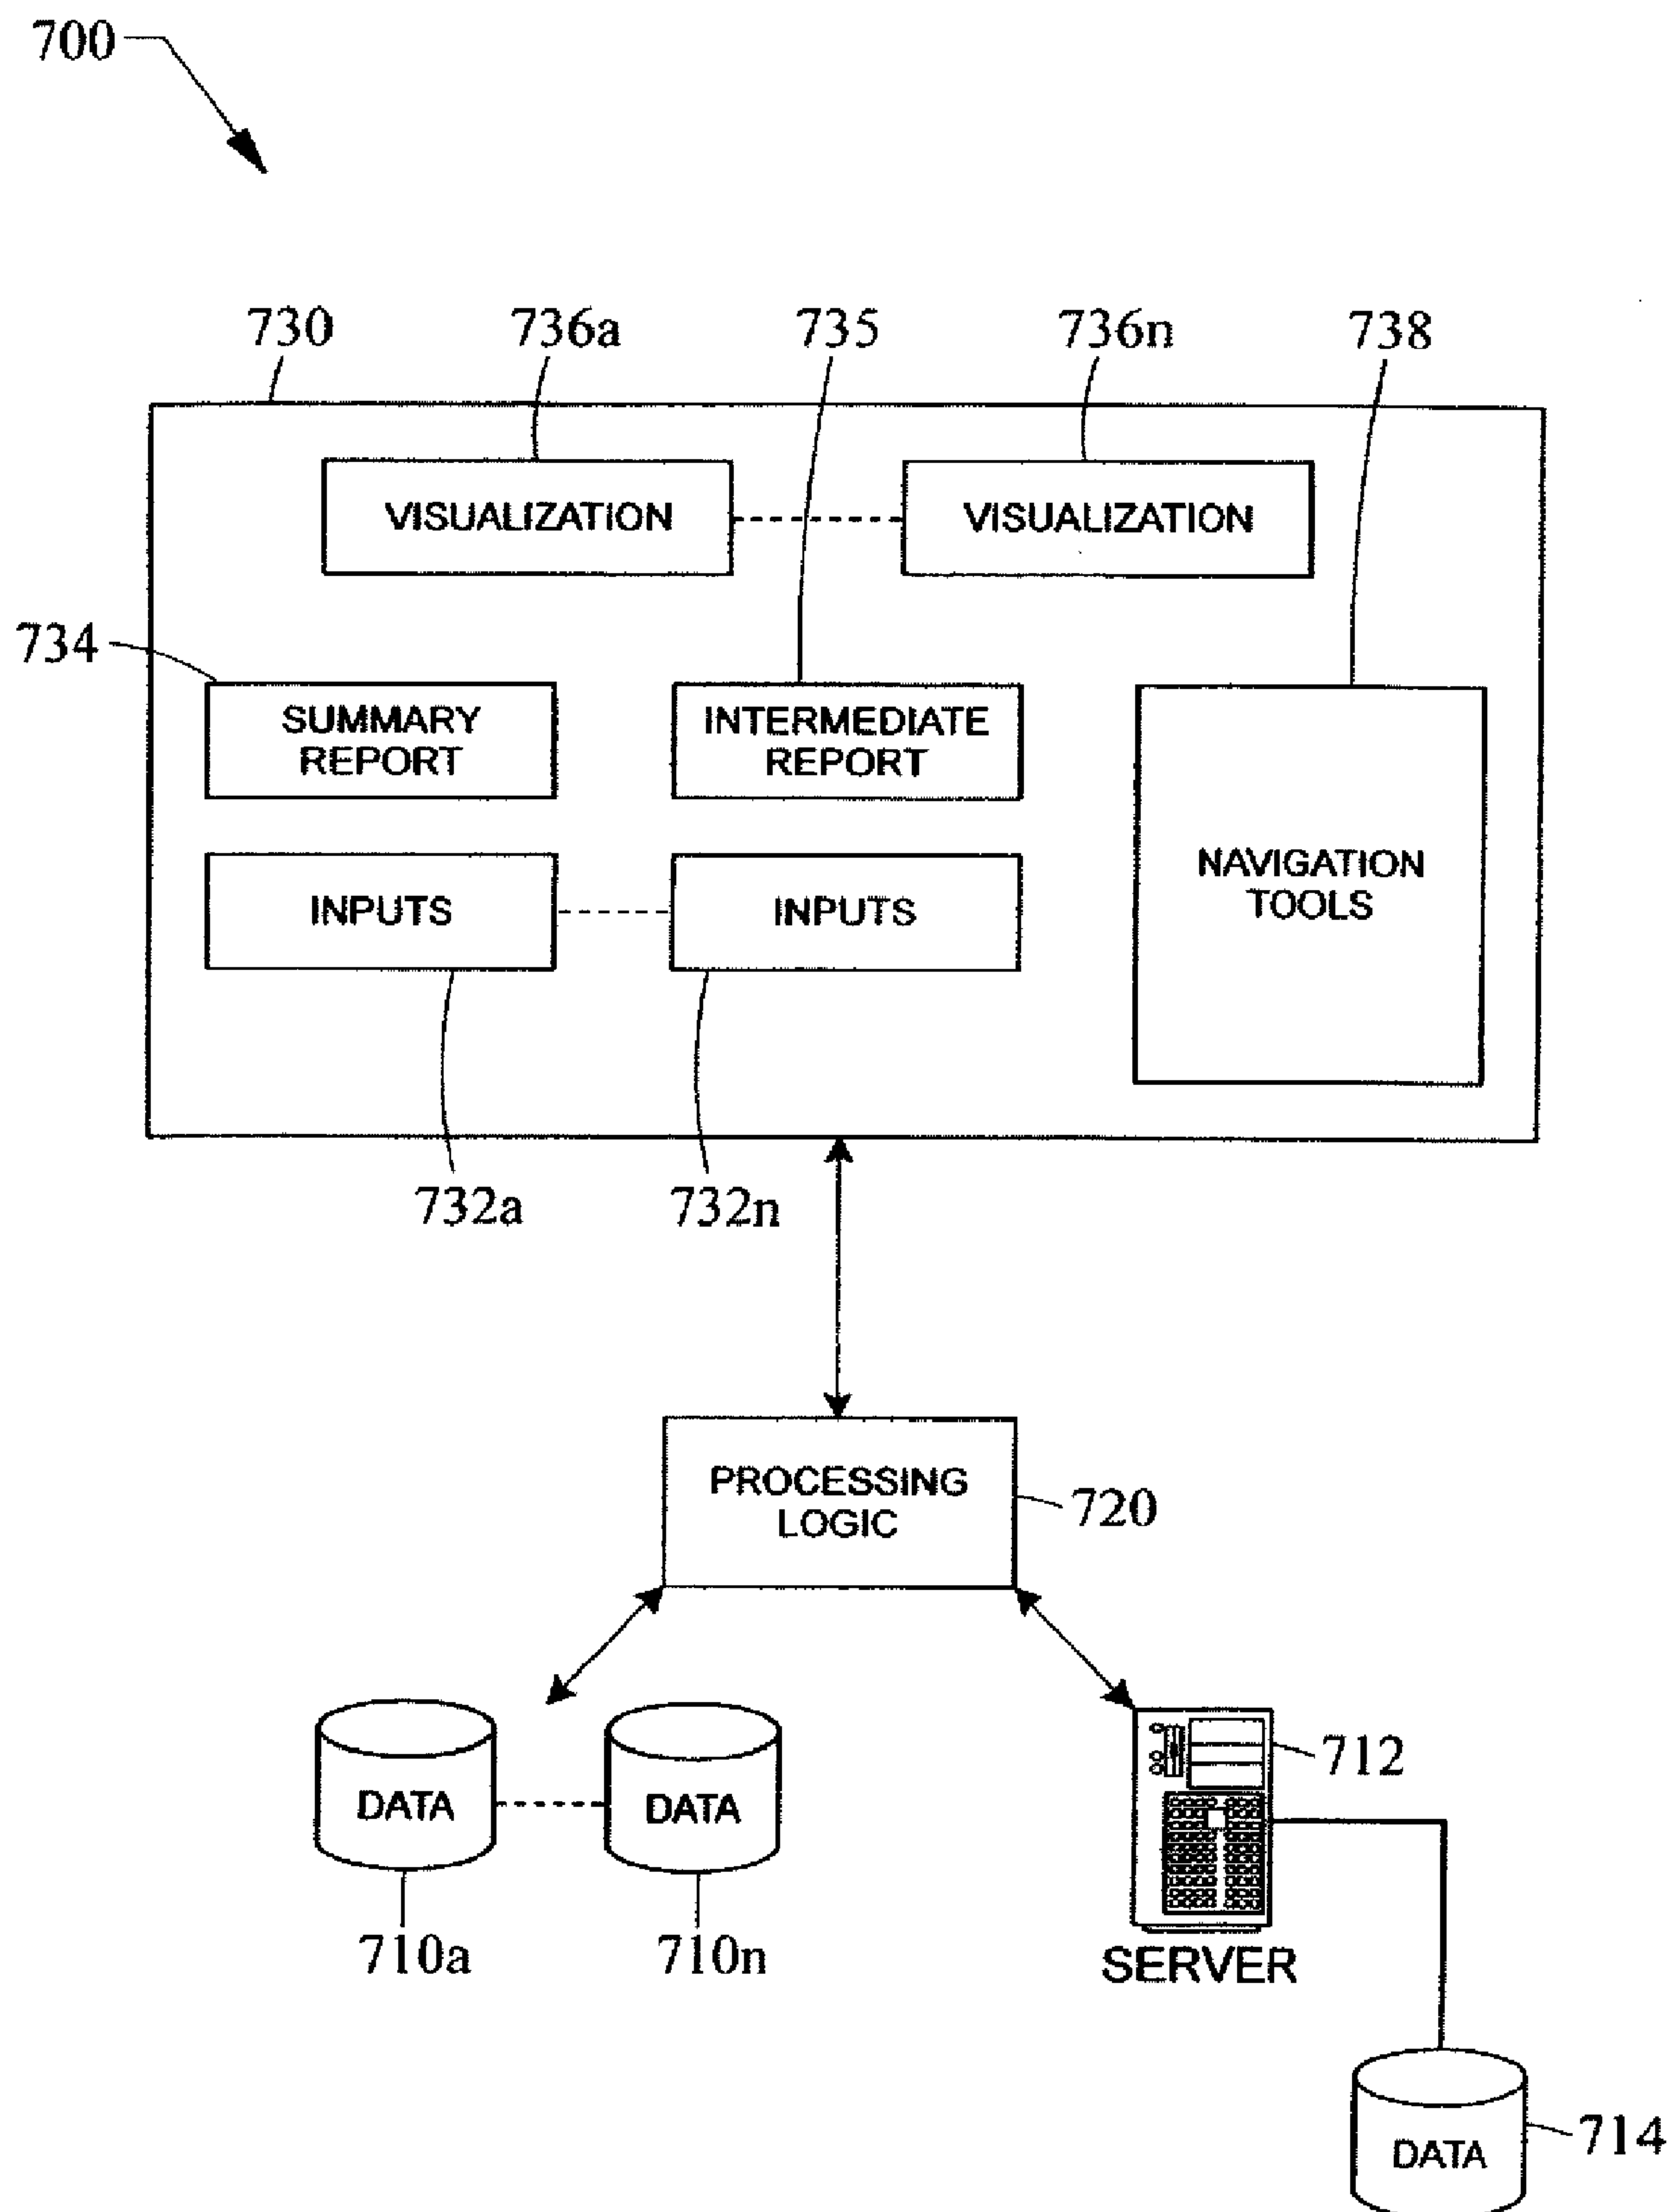 700
730
736a
735
736n
738
VISUALIZATION
VISUALIZATION
734
SUMMARY
REPORT
INTERMEDIATE
REPORT
NAVIGATION
TOOLS
INPUTS
INPUTS
732a
732n
PROCESSING
LOGIC
720
712
DATA
DATA
710a
710n
SERVER
714
DATA